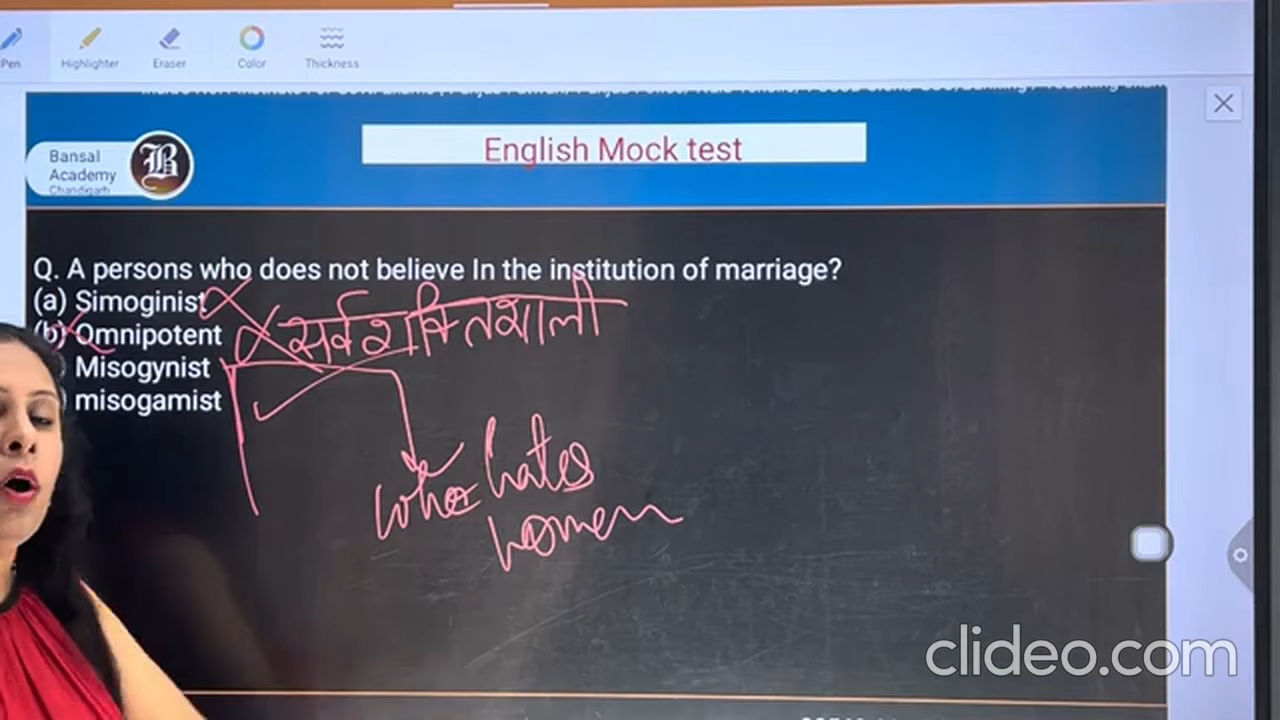 Pen Highlighter Eraser Color Thickness
English Mock test
Bansal
Academy
Chandigarh
B
Q. A persons who does not believe In the institution of marriage?
(a) Simoginist
(b) Omnipotent सर्वशक्तिशाली
Misogynist
misogamist
who hates
women
clideo.com